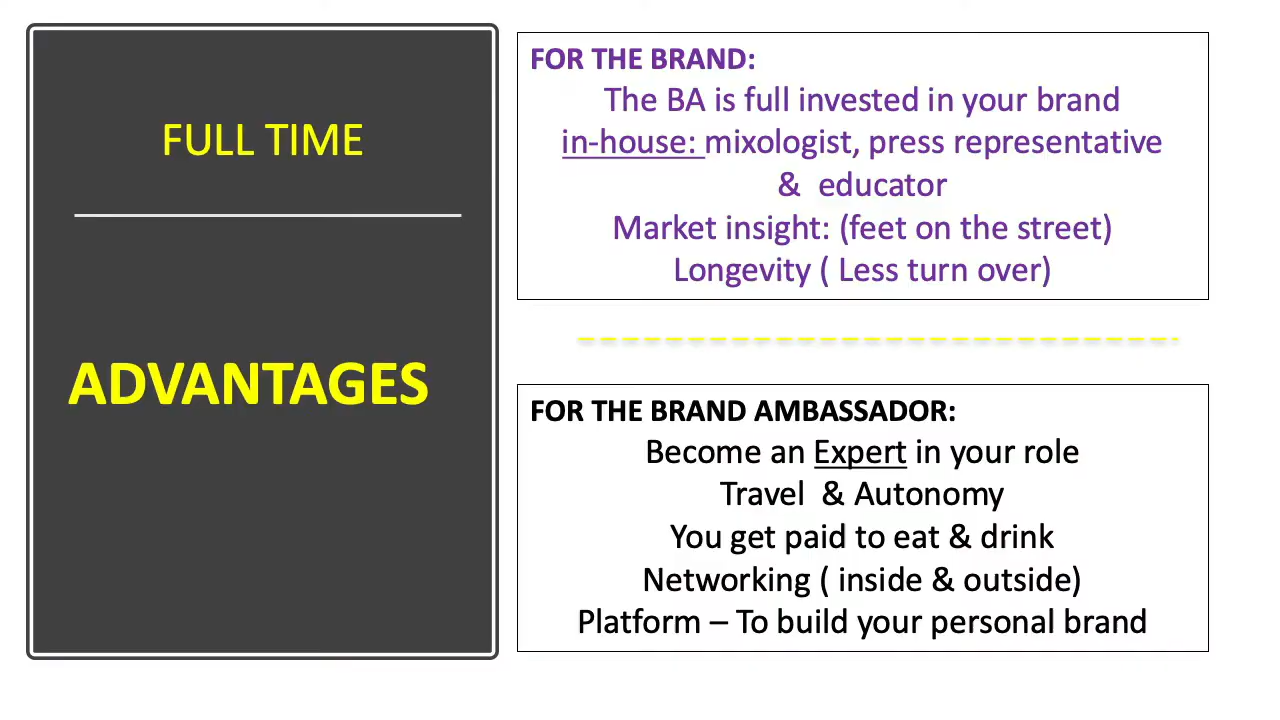 FULL TIME
ADVANTAGES
FOR THE BRAND:
The BA is full invested in your brand
in-house: mixologist, press representative
& educator
Market insight: (feet on the street)
Longevity ( Less turn over)
FOR THE BRAND AMBASSADOR:
Become an Expert in your role
Travel & Autonomy
You get paid to eat & drink
Networking ( inside & outside)
Platform – To build your personal brand